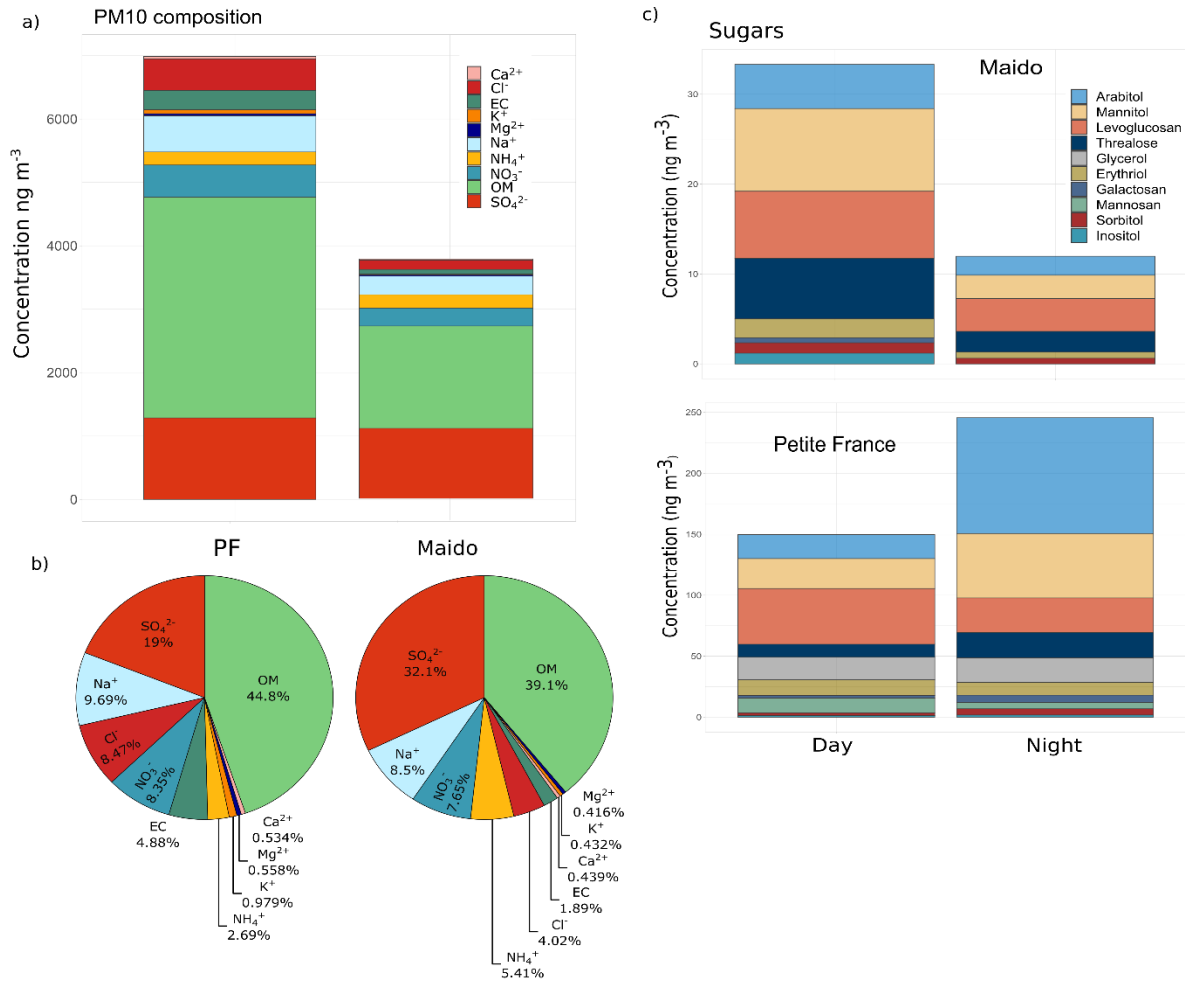 a)
PM10 composition
Concentration ng m⁻³
6000
4000
2000
0
Ca²⁺
Cl⁻
EC
K⁺
Mg²⁺
Na⁺
NH₄⁺
NO₃⁻
OM
SO₄²⁻
PF
Maido
b)
SO₄²⁻
19%
Na⁺
9.69%
Cl⁻
8.47%
NO₃⁻
8.35%
EC
4.88%
OM
44.8%
Ca²⁺
0.534%
Mg²⁺
0.558%
K⁺
0.979%
NH₄⁺
2.69%
SO₄²⁻
32.1%
Na⁺
8.5%
NO₃⁻
7.65%
OM
39.1%
Mg²⁺
0.416%
K⁺
0.432%
Ca²⁺
0.439%
EC
1.89%
Cl⁻
4.02%
NH₄⁺
5.41%
c)
Sugars
Maido
Concentration (ng m⁻³)
30
20
10
0
Arabitol
Mannitol
Levoglucosan
Threalose
Glycerol
Erythriol
Galactosan
Mannosan
Sorbitol
Inositol
Petite France
Concentration (ng m⁻³)
250
200
150
100
50
0
Day
Night